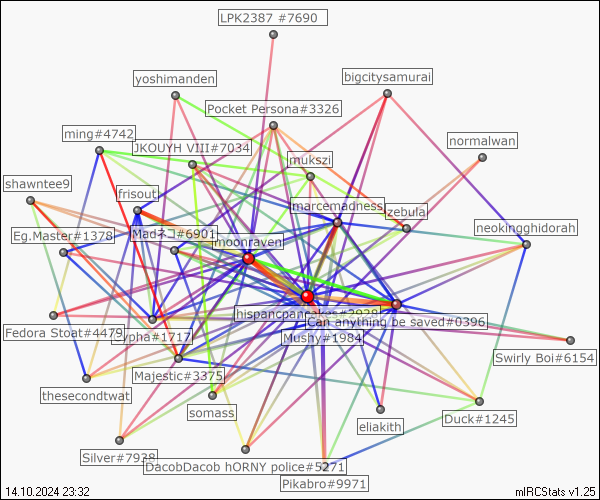 LPK2387 #7690
yoshimanden
bigcitysamurai
Pocket Persona#3326
ming#4742
JKOUYH VIII#7034
normalwan
mukszi
shawntee9
frisout
marcemadness
zebula
Eg.Master#1378
Madネコ#6901
moonraven
neokingghidorah
hispancpancakes#2928
Can anything be saved#0396
Fedora Stoat#4479
Cypha#1717
Mushy#1984
Swirly Boi#6154
Majestic#3375
thesecondtwat
somass
eliakith
Duck#1245
Silver#7938
DacobDacob hORNY police#5271
Pikabro#9971
14.10.2024 23:32
mIRCStats v1.25